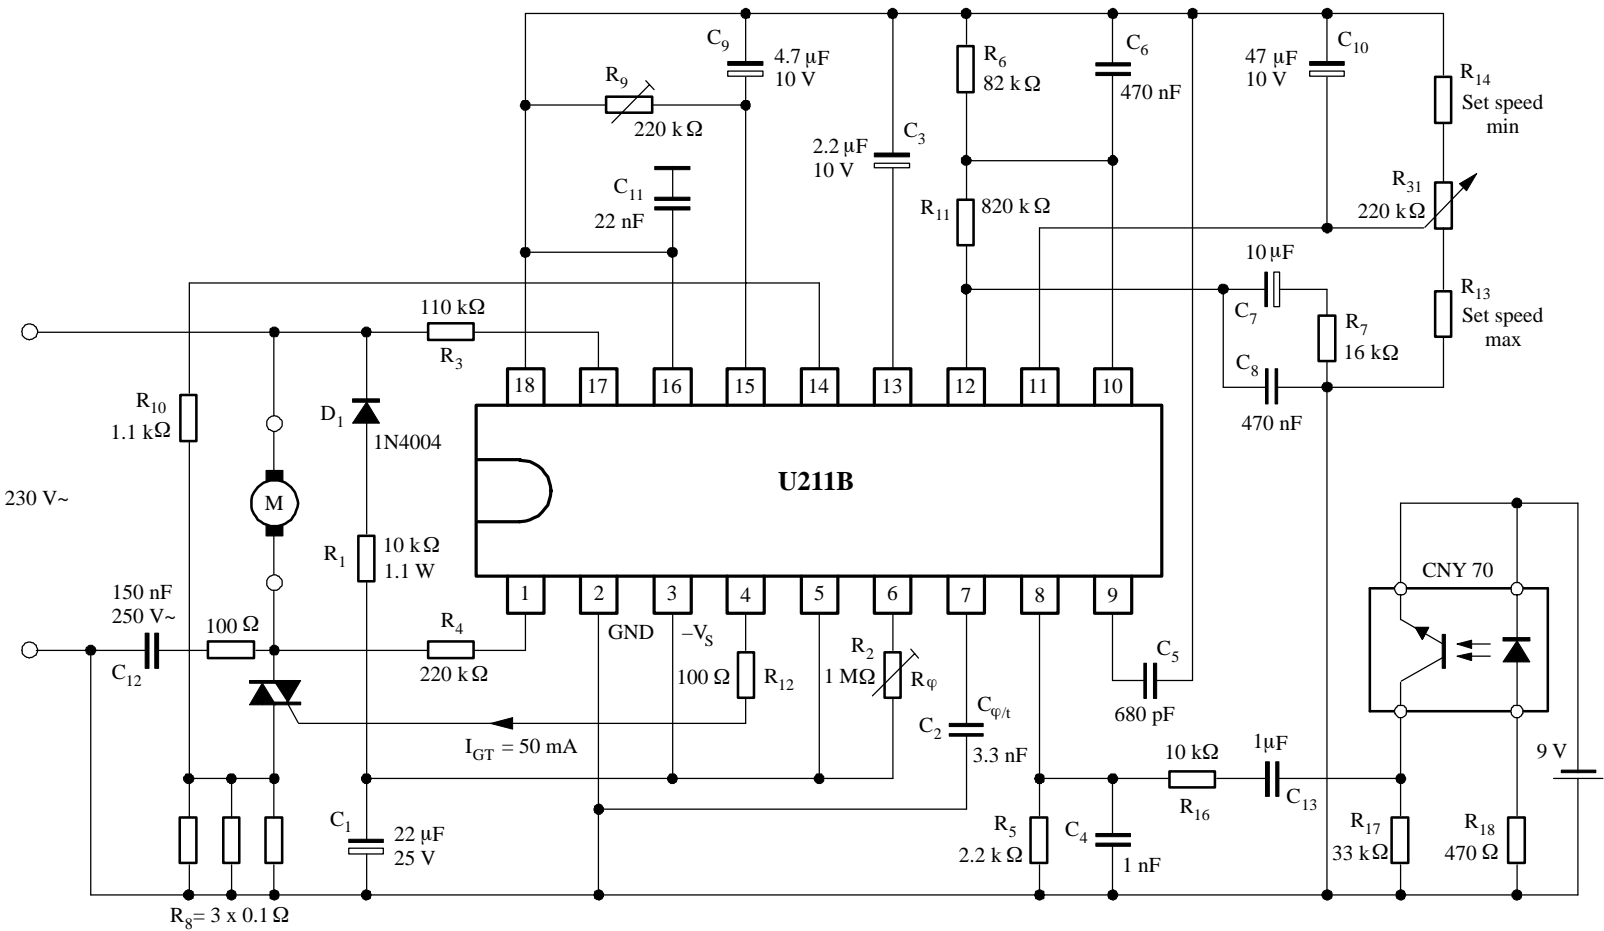 C9
4.7 µF
10 V
R9
220 kΩ
C11
22 nF
2.2 µF
10 V
C3
R6
82 kΩ
C6
470 nF
47 µF
10 V
C10
R14
Set speed
min
R11
820 kΩ
R31
220 kΩ
10 µF
C7
R7
16 kΩ
C8
470 nF
R13
Set speed
max
110 kΩ
R3
R10
1.1 kΩ
D1
1N4004
18 17 16 15 14 13 12 11 10
U211B
M
230 V~
R1
10 kΩ
1.1 W
1 2 3 4 5 6 7 8 9
GND
–VS
150 nF
250 V~
C12
100 Ω
R4
220 kΩ
100 Ω
R12
R2
1 MΩ
Rφ
Cφ/t
C2
3.3 nF
C5
680 pF
CNY 70
IGT = 50 mA
10 kΩ
R16
1µF
C13
9 V
C1
22 µF
25 V
R5
2.2 kΩ
C4
1 nF
R17
33 kΩ
R18
470 Ω
R8= 3 x 0.1 Ω